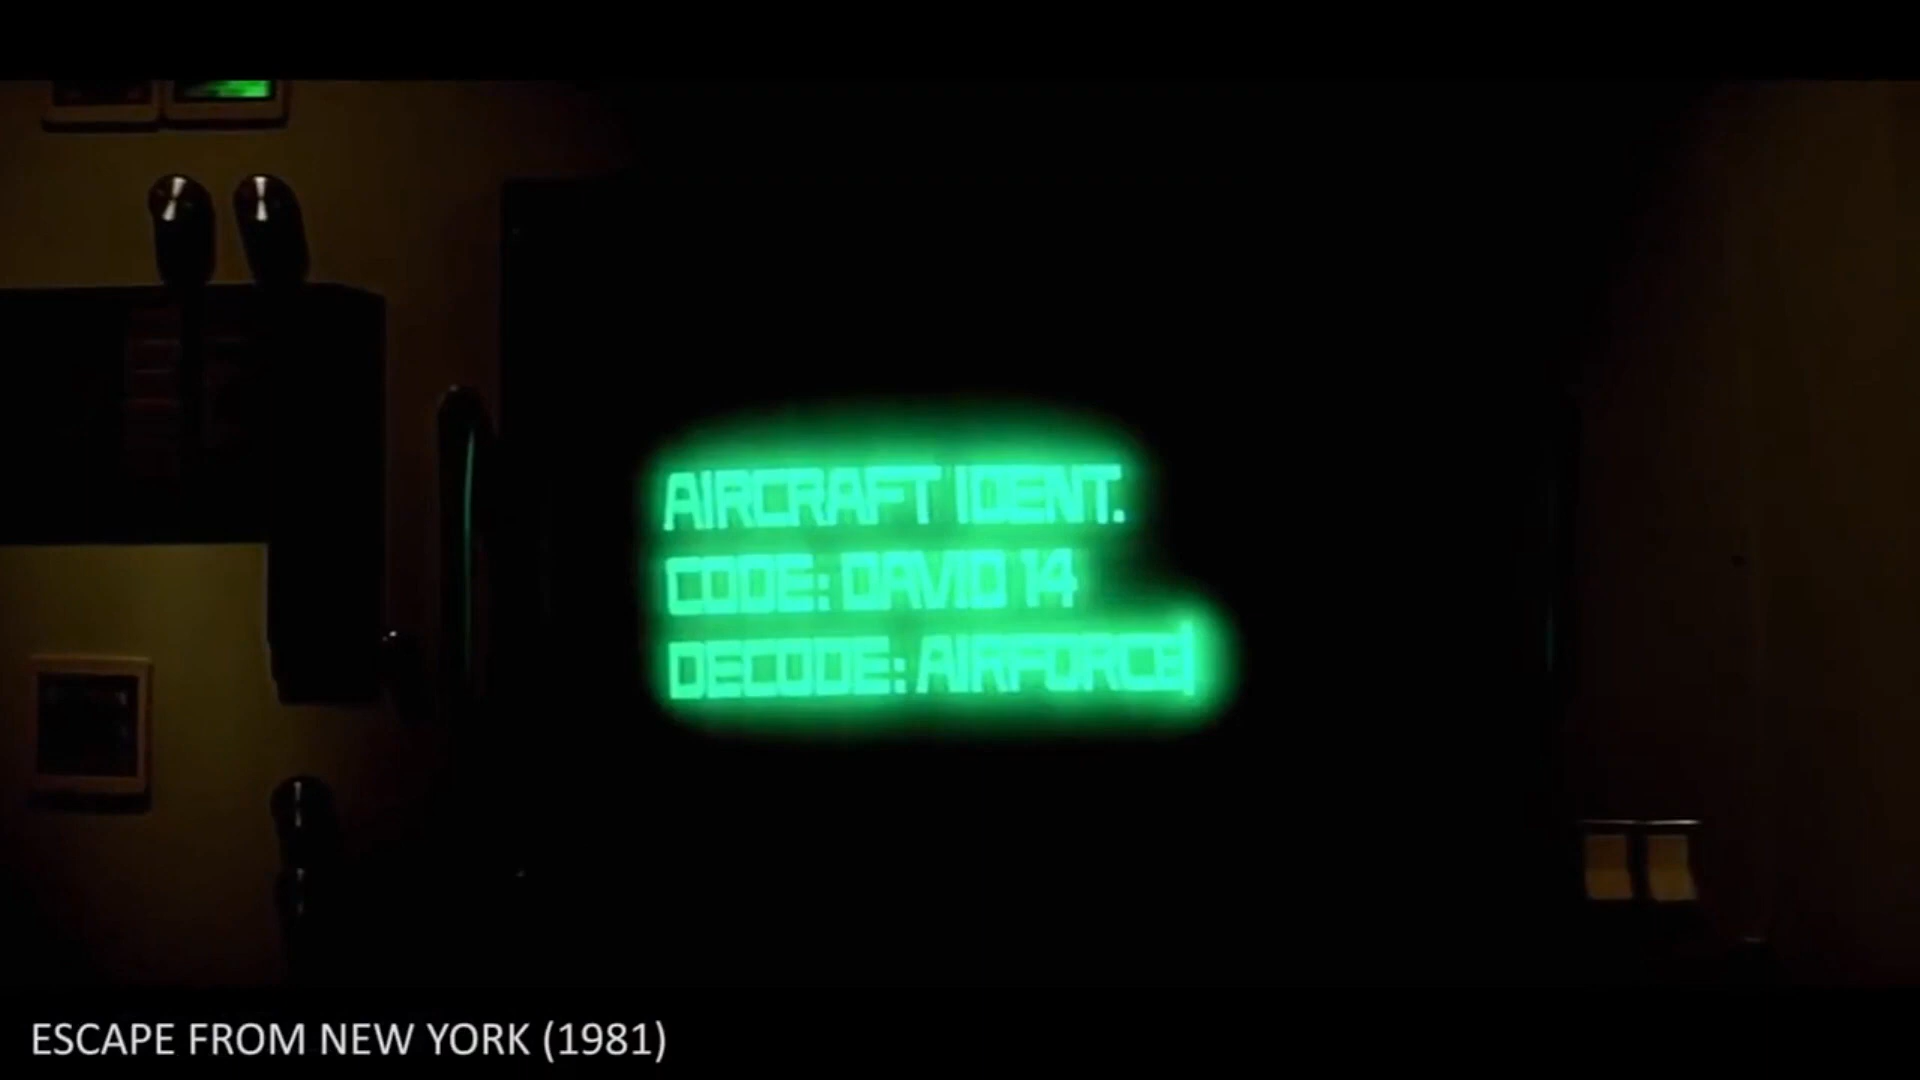 AIRCRAFT IDENT.
CODE: DAVID 14
DECODE: AIRFORCE
ESCAPE FROM NEW YORK (1981)